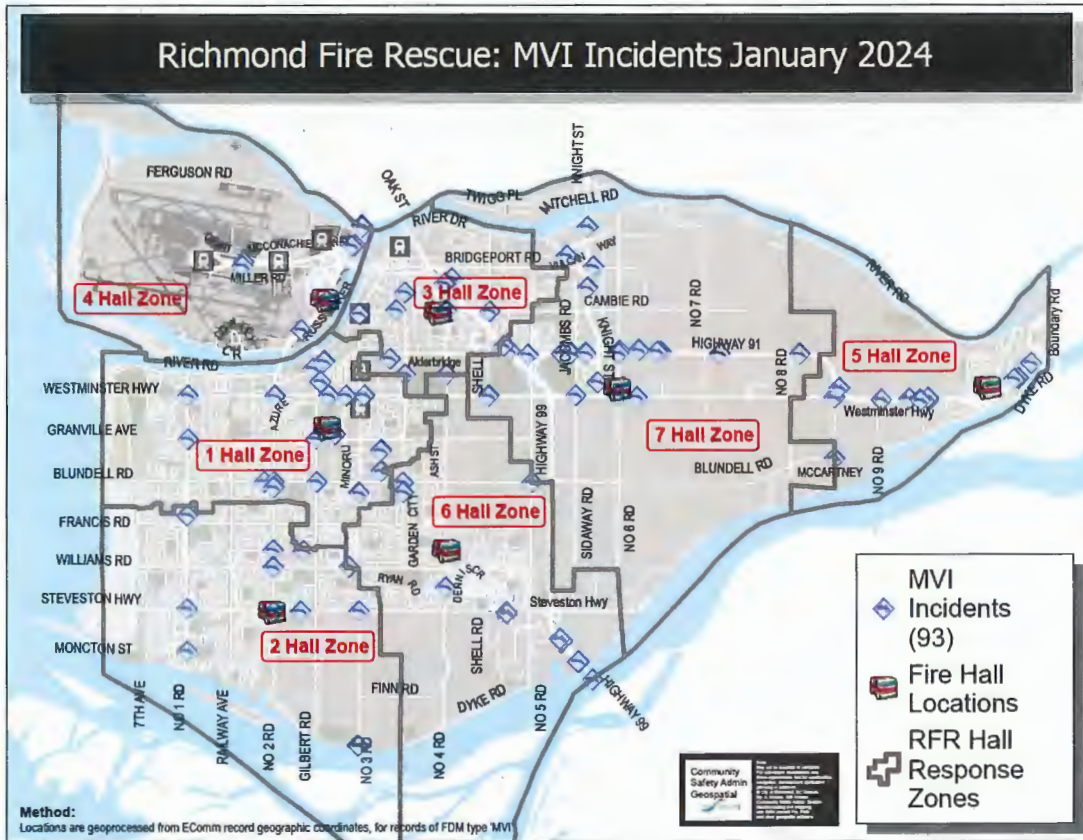 Richmond Fire Rescue: MVI Incidents January 2024
FERGUSON RD
OAK ST
TWIGG PL
KNIGHT ST
MITCHELL RD
RIVER DR
MCCONACHIE
MILLER RD
BRIDGEPORT RD
VULCAN WAY
4 Hall Zone
3 Hall Zone
CAMBIE RD
RIVER RD
NO 7 RD
Boundary Rd
RIVER RD
HIGHWAY 91
5 Hall Zone
Alderbridge
SHELL
JACOMBS RD
NO 8 RD
DYKE RD
WESTMINSTER HWY
AZURE
Westminster Hwy
GRANVILLE AVE
1 Hall Zone
MINORU
ASH ST
HIGHWAY 99
7 Hall Zone
BLUNDELL RD
BLUNDELL RD
MCCARTNEY
NO 9 RD
FRANCIS RD
GARDEN CITY
6 Hall Zone
SIDAWAY RD
NO 6 RD
WILLIAMS RD
RYAN RD
DENNIS CR
STEVESTON HWY
Steveston Hwy
MONCTON ST
2 Hall Zone
SHELL RD
7TH AVE
NO 1 RD
RAILWAY AVE
NO 2 RD
GILBERT RD
NO 3 RD
FINN RD
NO 4 RD
DYKE RD
NO 5 RD
HIGHWAY 99
MVI
Incidents
(93)
Fire Hall
Locations
RFR Hall
Response
Zones
Community
Safety Admin
Geospatial
Method:
Locations are geoprocessed from EComm record geographic coordinates, for records of FDM type 'MVI'